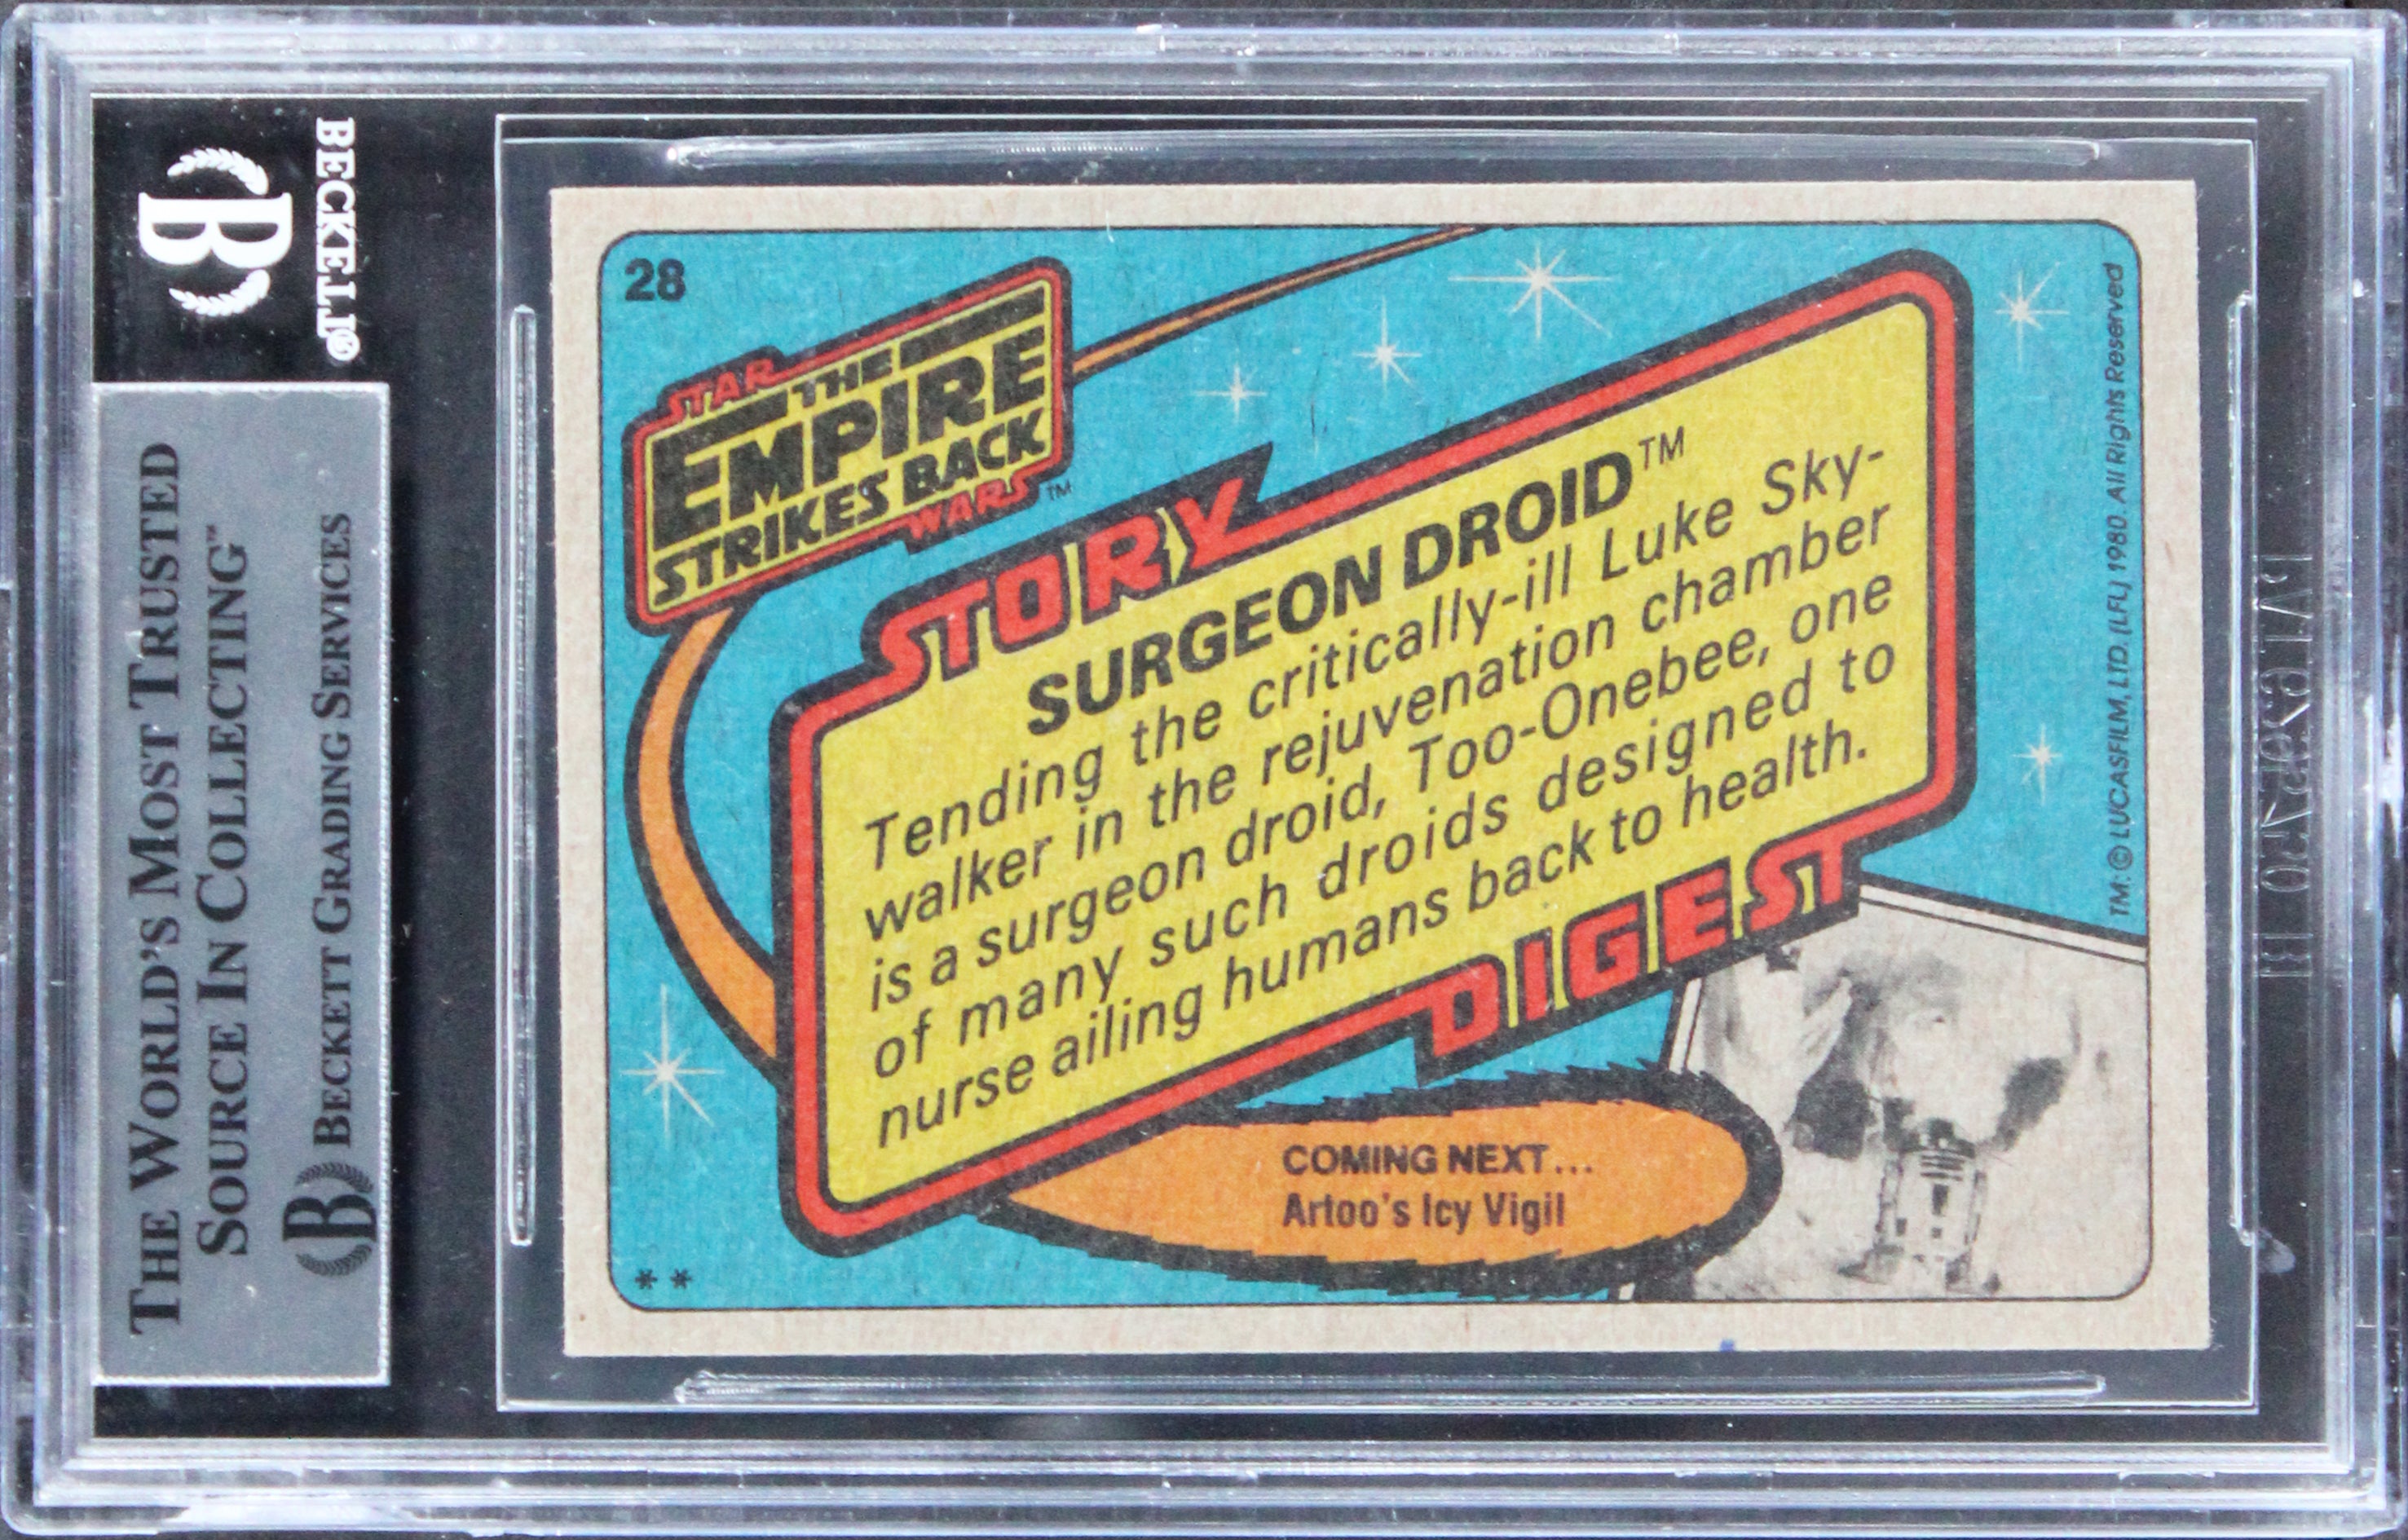 BECKETT®
B
THE WORLD'S MOST TRUSTED
SOURCE IN COLLECTING™
B BECKETT GRADING SERVICES
28
STAR
THE
EMPIRE
STRIKES BACK
WARS™
STORY
SURGEON DROID™
Tending the critically-ill Luke Sky-
walker in the rejuvenation chamber
is a surgeon droid, Too-Onebee, one
of many such droids designed to
nurse ailing humans back to health.
DIGEST
COMING NEXT...
Artoo's Icy Vigil
**
TM: © LUCASFILM, LTD. (LFL) 1980. All Rights Reserved